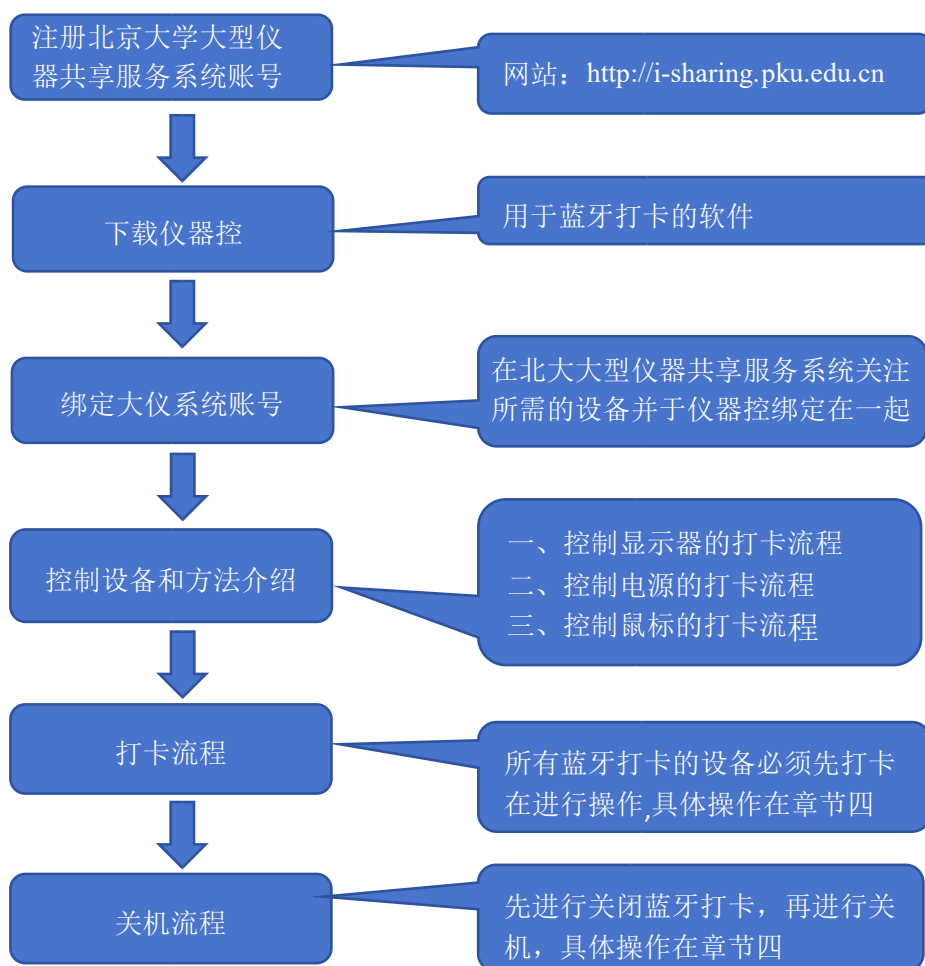 注册北京大学大型仪
器共享服务系统账号
网站：http://i-sharing.pku.edu.cn
下载仪器控
用于蓝牙打卡的软件
绑定大仪系统账号
在北大大型仪器共享服务系统关注
所需的设备并于仪器控绑定在一起
控制设备和方法介绍
一、控制显示器的打卡流程
二、控制电源的打卡流程
三、控制鼠标的打卡流程
打卡流程
所有蓝牙打卡的设备必须先打卡
在进行操作,具体操作在章节四
关机流程
先进行关闭蓝牙打卡，再进行关
机，具体操作在章节四